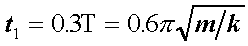 t₁ = 0.3T = 0.6π√m/k